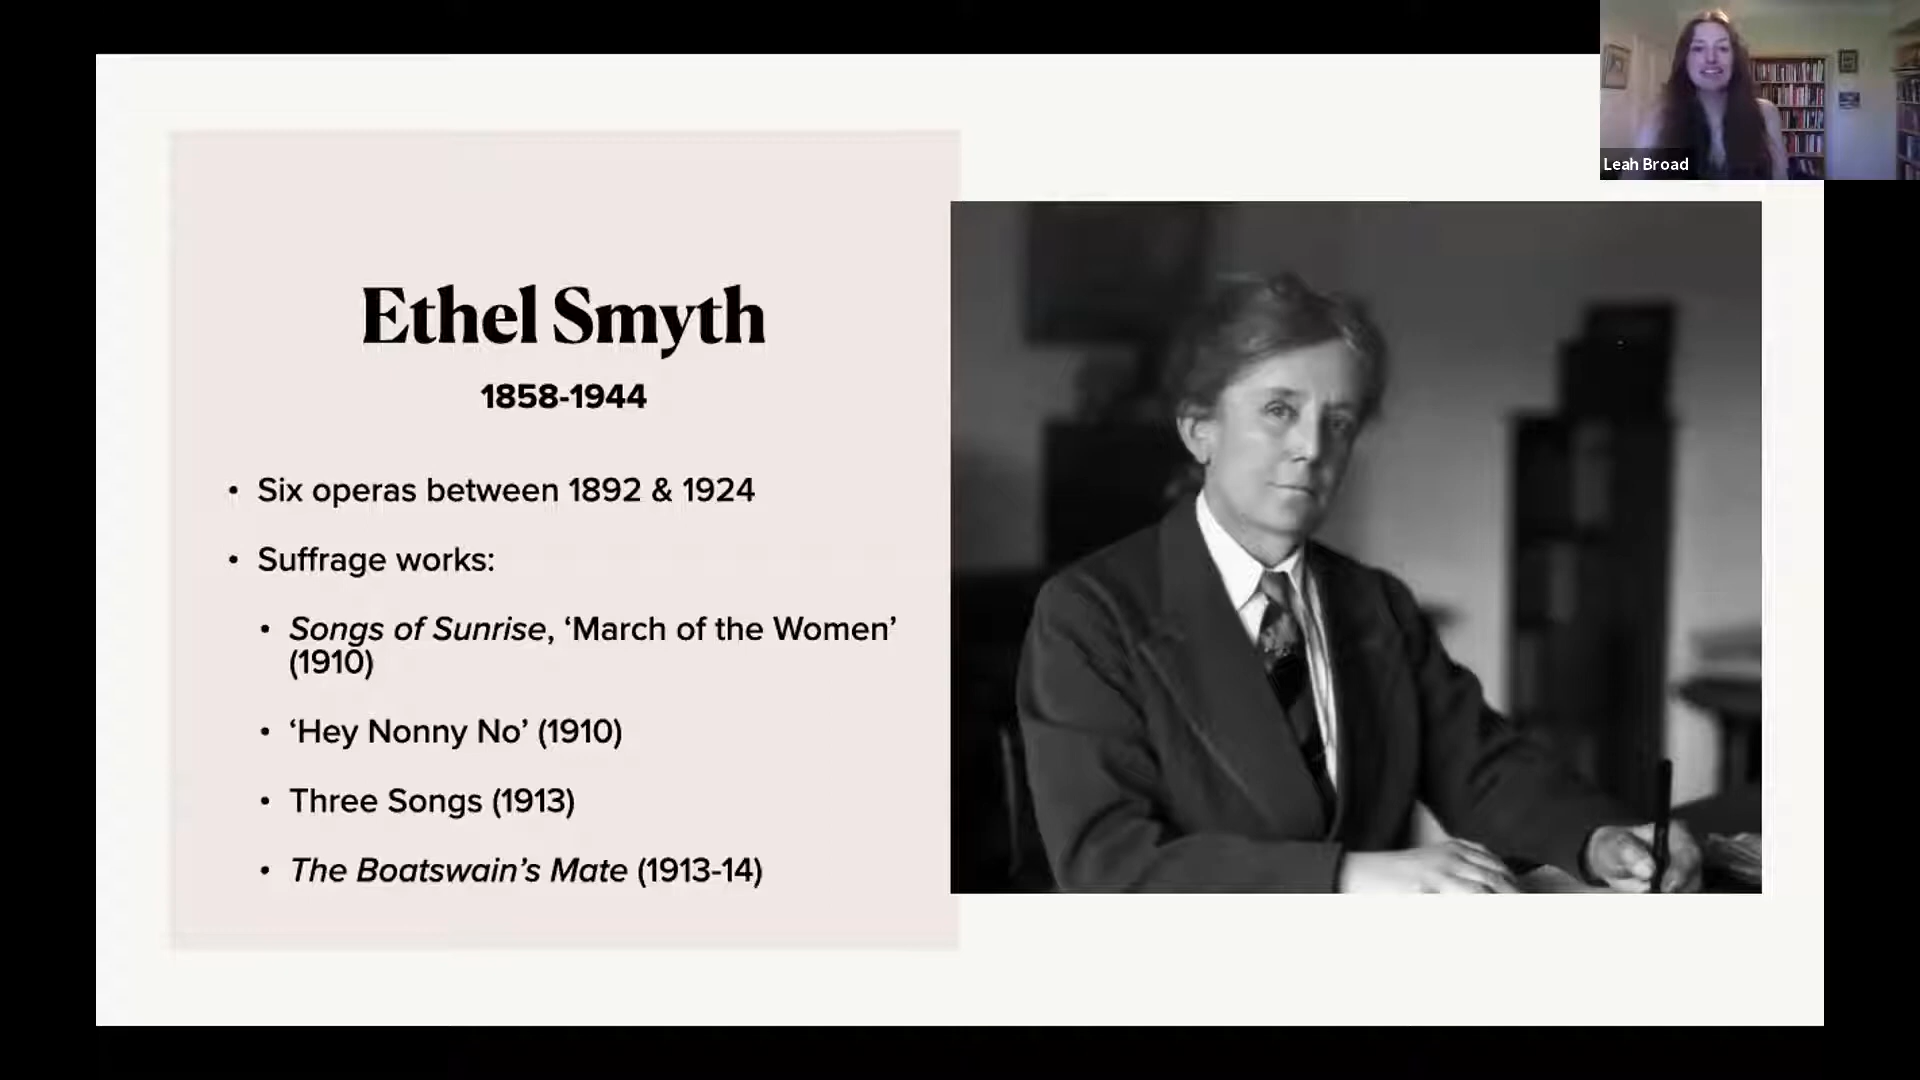 Leah Broad
Ethel Smyth
1858-1944
• Six operas between 1892 & 1924
• Suffrage works:
• Songs of Sunrise, ‘March of the Women’
(1910)
• ‘Hey Nonny No’ (1910)
• Three Songs (1913)
• The Boatswain’s Mate (1913-14)